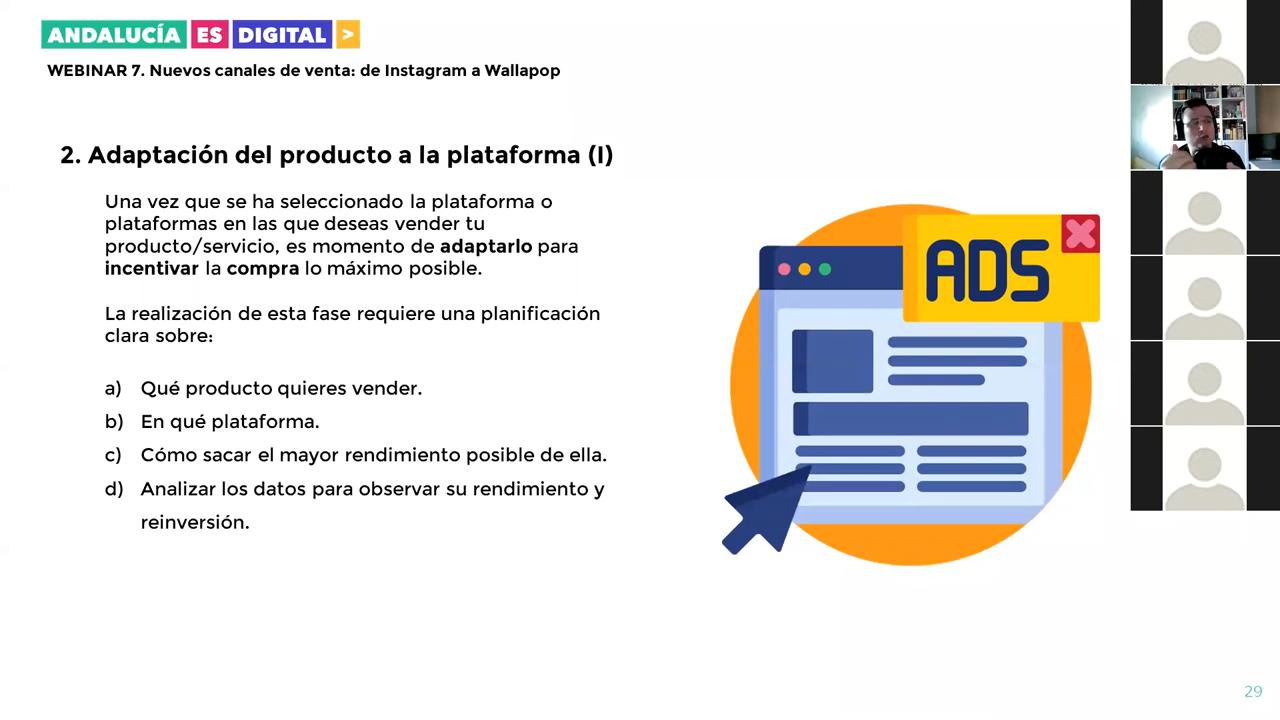 ANDALUCÍA ES DIGITAL >
WEBINAR 7. Nuevos canales de venta: de Instagram a Wallapop
2. Adaptación del producto a la plataforma (I)
Una vez que se ha seleccionado la plataforma o
plataformas en las que deseas vender tu
producto/servicio, es momento de adaptarlo para
incentivar la compra lo máximo posible.
La realización de esta fase requiere una planificación
clara sobre:
a) Qué producto quieres vender.
b) En qué plataforma.
c) Cómo sacar el mayor rendimiento posible de ella.
d) Analizar los datos para observar su rendimiento y
reinversión.
ADS
29